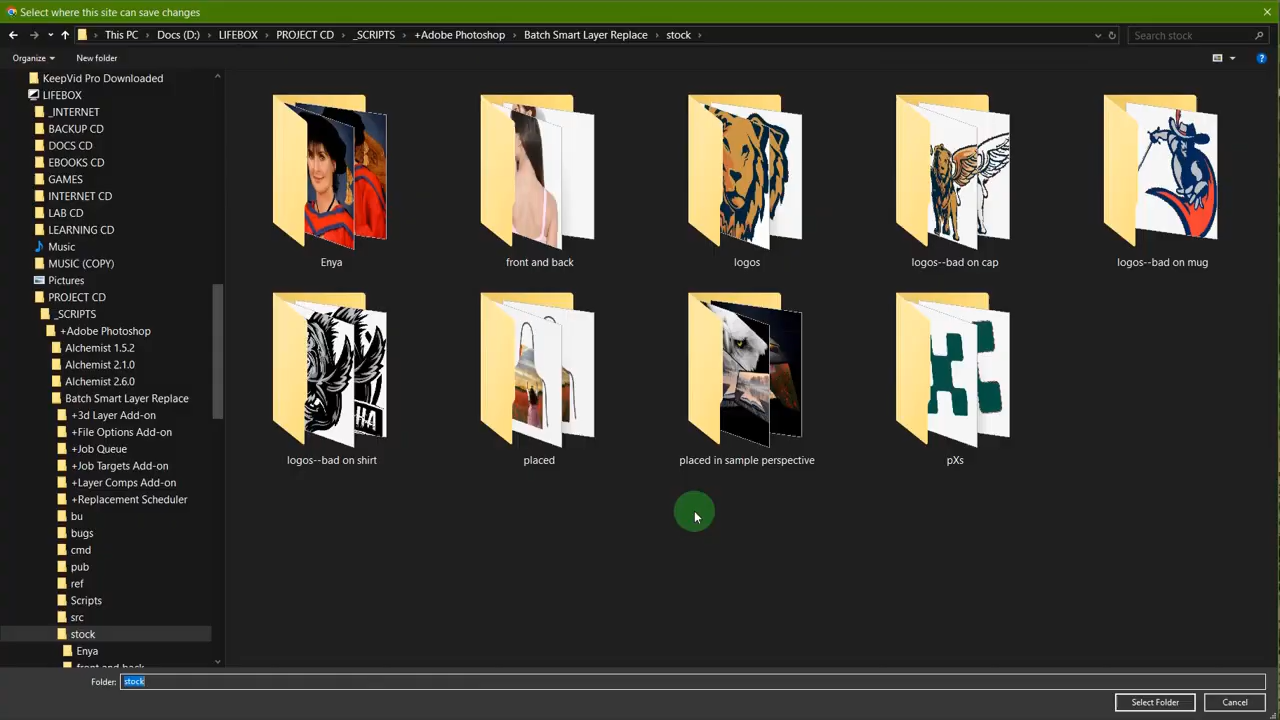 Select where this site can save changes
This PC > Docs (D:) > LIFEBOX > PROJECT CD > _SCRIPTS > +Adobe Photoshop > Batch Smart Layer Replace > stock >
Search stock
Organize
New folder
KeepVid Pro Downloaded
LIFEBOX
_INTERNET
BACKUP CD
DOCS CD
EBOOKS CD
GAMES
INTERNET CD
LAB CD
LEARNING CD
Music
MUSIC (COPY)
Pictures
PROJECT CD
_SCRIPTS
+Adobe Photoshop
Alchemist 1.5.2
Alchemist 2.1.0
Alchemist 2.6.0
Batch Smart Layer Replace
+3d Layer Add-on
+File Options Add-on
+Job Queue
+Job Targets Add-on
+Layer Comps Add-on
+Replacement Scheduler
bu
bugs
cmd
pub
ref
Scripts
src
stock
Enya
front and back
Enya
front and back
logos
logos--bad on cap
logos--bad on mug
HA
logos--bad on shirt
placed
placed in sample perspective
pXs
Folder: stock
Select Folder
Cancel